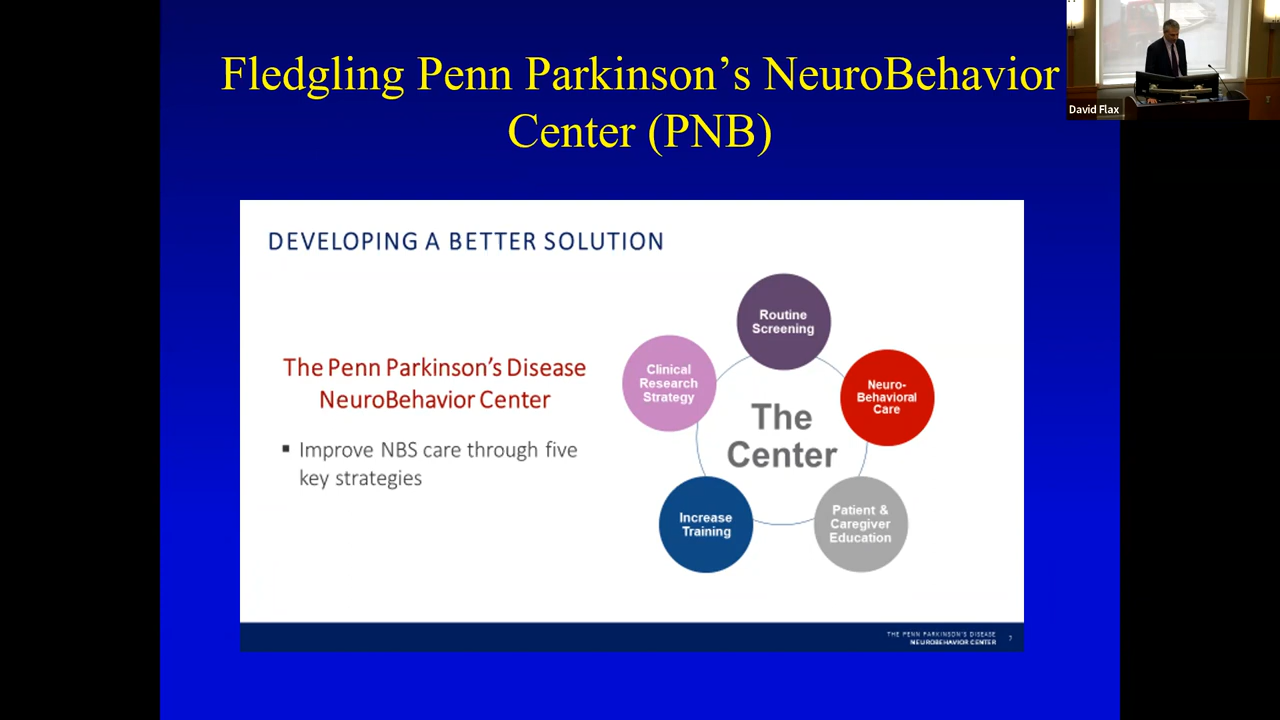 Fledgling Penn Parkinson’s NeuroBehavior
Center (PNB)
David Flax
DEVELOPING A BETTER SOLUTION
The Penn Parkinson’s Disease
NeuroBehavior Center
▪ Improve NBS care through five
key strategies
Routine
Screening
Clinical
Research
Strategy
Neuro-
Behavioral
Care
The
Center
Increase
Training
Patient &
Caregiver
Education
THE PENN PARKINSON’S DISEASE
NEUROBEHAVIOR CENTER
7